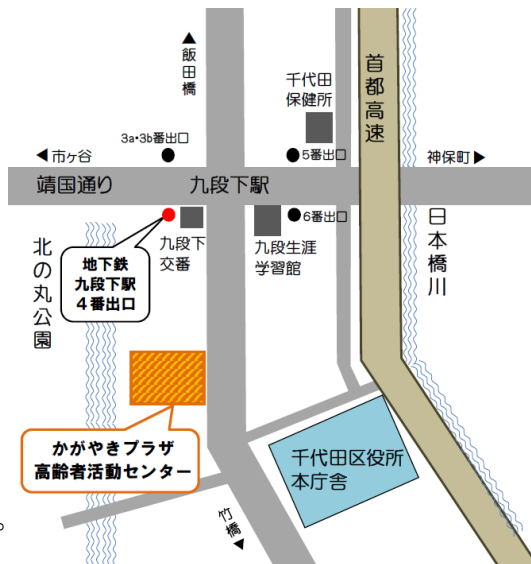 ▲
飯田橋
千代田
保健所
首都高速
3a・3b番出口
5番出口
◀市ヶ谷
神保町▶
靖国通り
九段下駅
6番出口
九段下
交番
九段生涯
学習館
日本橋川
北の丸公園
地下鉄
九段下駅
4番出口
かがやきプラザ
高齢者活動センター
千代田区役所
本庁舎
竹橋
▼
。